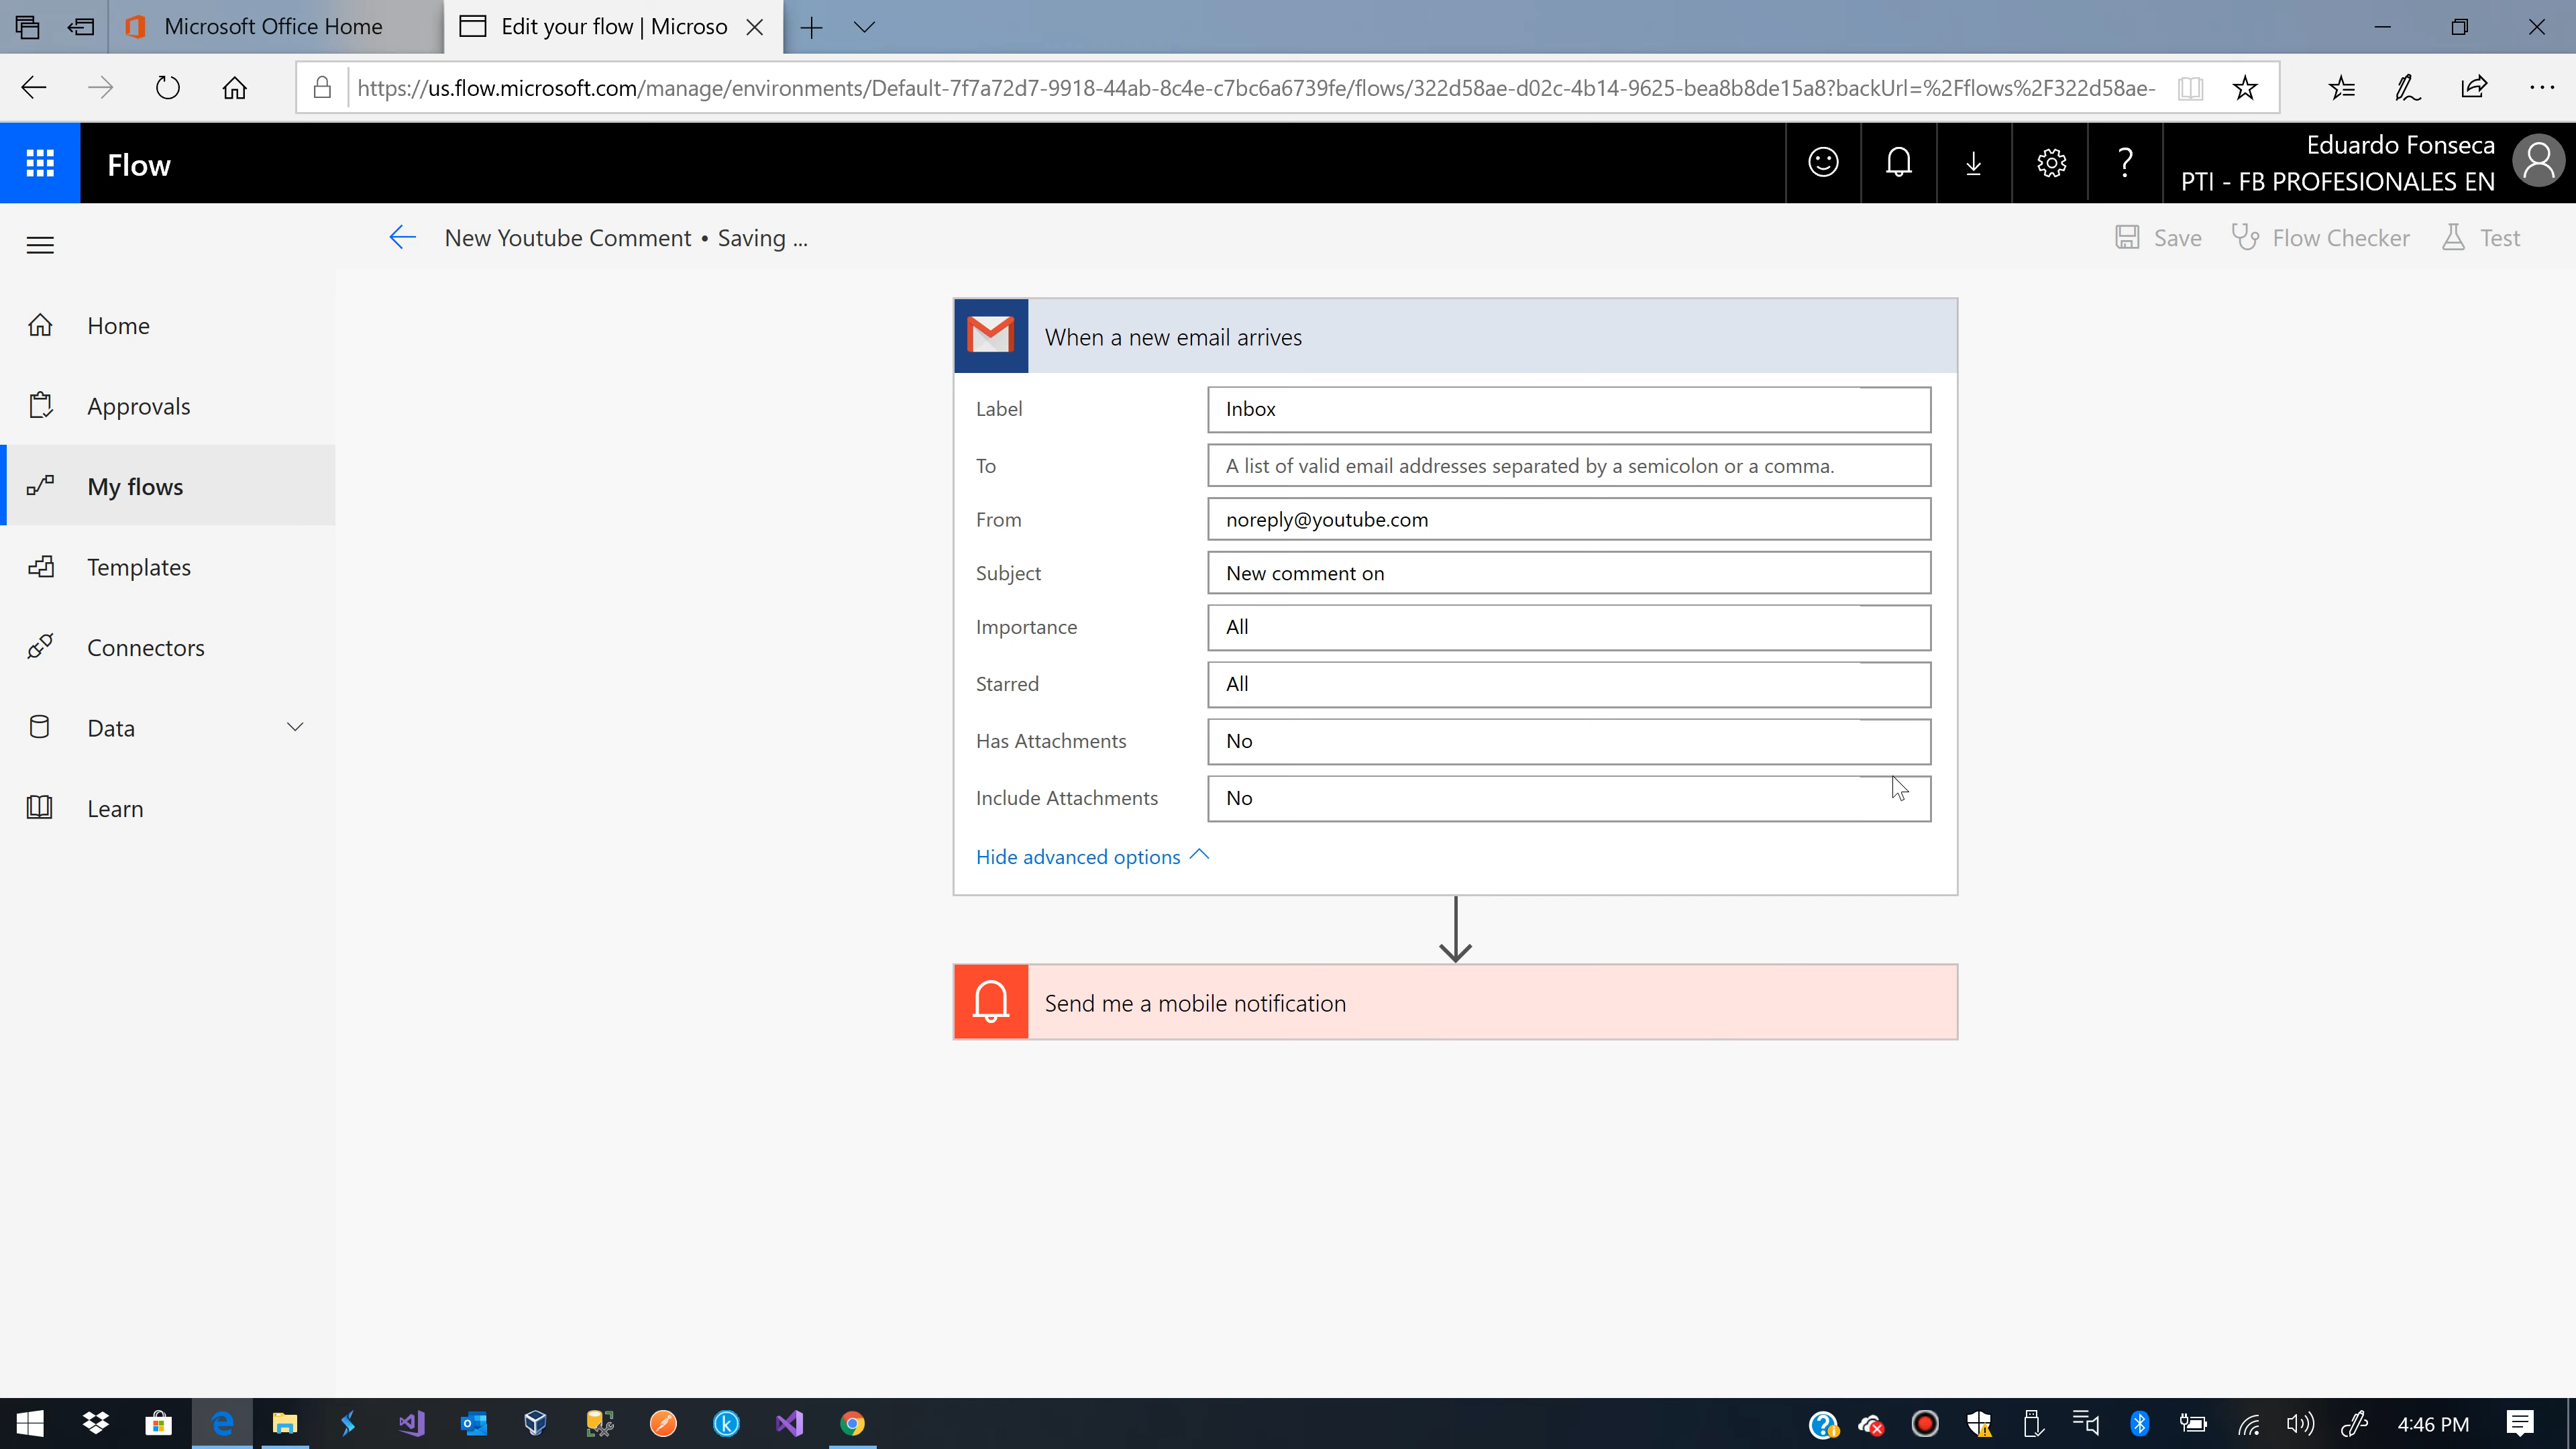 Microsoft Office Home
Edit your flow | Microso
https://us.flow.microsoft.com/manage/environments/Default-7f7a72d7-9918-44ab-8c4e-c7bc6a6739fe/flows/322d58ae-d02c-4b14-9625-bea8b8de15a8?backUrl=%2Fflows%2F322d58ae-
Flow
Eduardo Fonseca
PTI - FB PROFESIONALES EN
New Youtube Comment • Saving ...
Save
Flow Checker
Test
Home
Approvals
My flows
Templates
Connectors
Data
Learn
When a new email arrives
Label
Inbox
To
A list of valid email addresses separated by a semicolon or a comma.
From
noreply@youtube.com
Subject
New comment on
Importance
All
Starred
All
Has Attachments
No
Include Attachments
No
Hide advanced options
Send me a mobile notification
4:46 PM